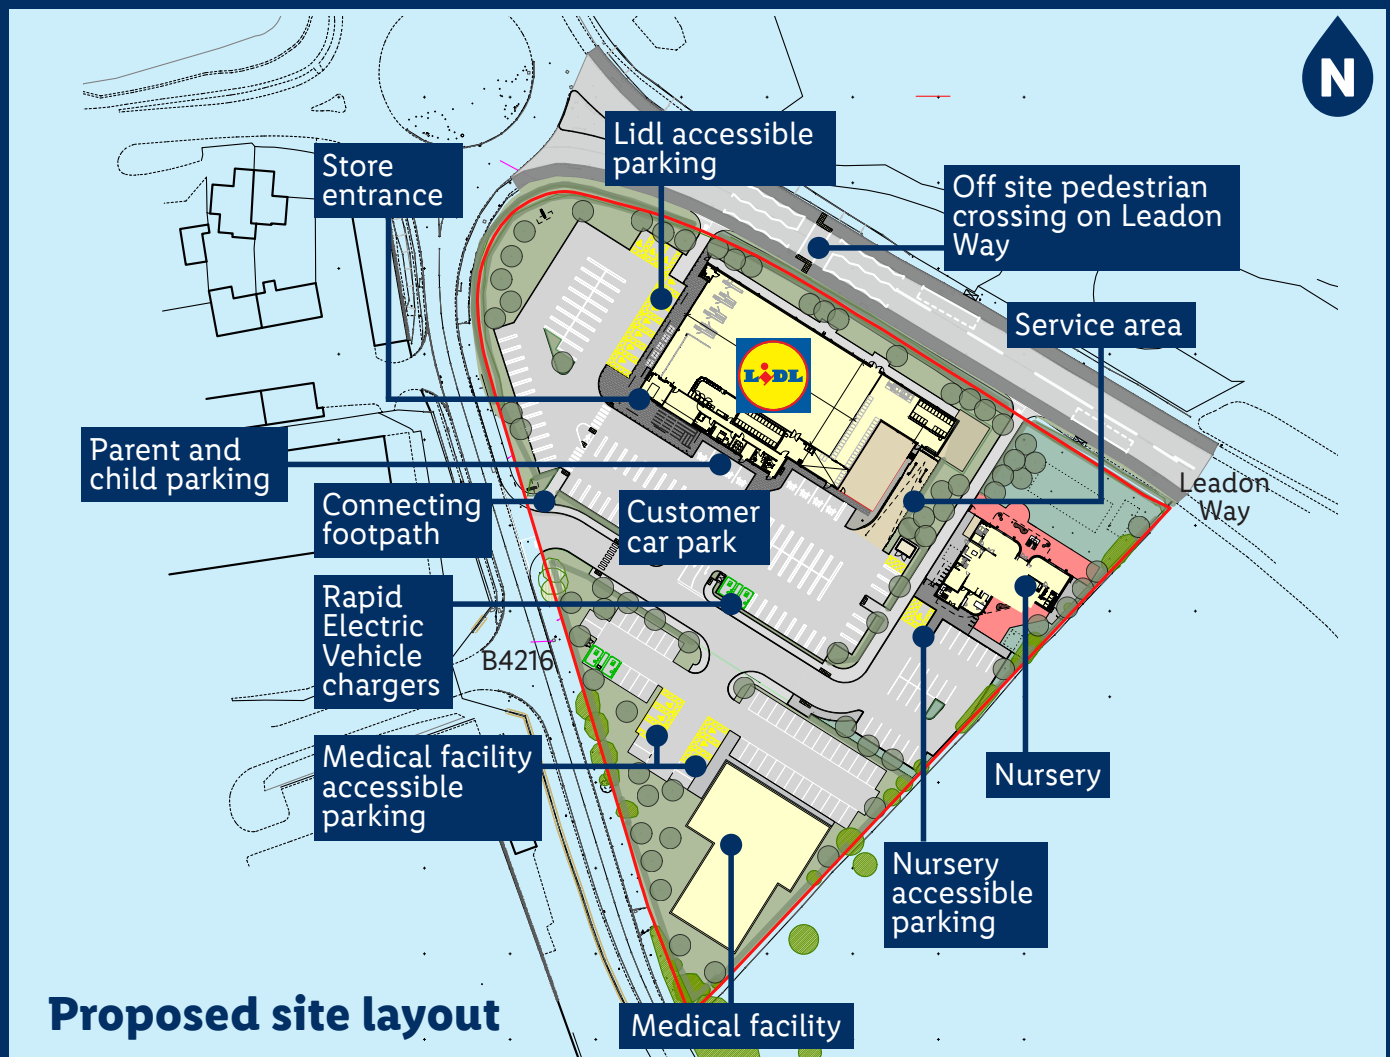 N
Lidl accessible
parking
Store
entrance
Off site pedestrian
crossing on Leadon
Way
Service area
LIDL
Parent and
child parking
Leadon
Way
Connecting
footpath
Customer
car park
Rapid
Electric
Vehicle
chargers
B4216
Medical facility
accessible
parking
Nursery
Nursery
accessible
parking
Proposed site layout
Medical facility